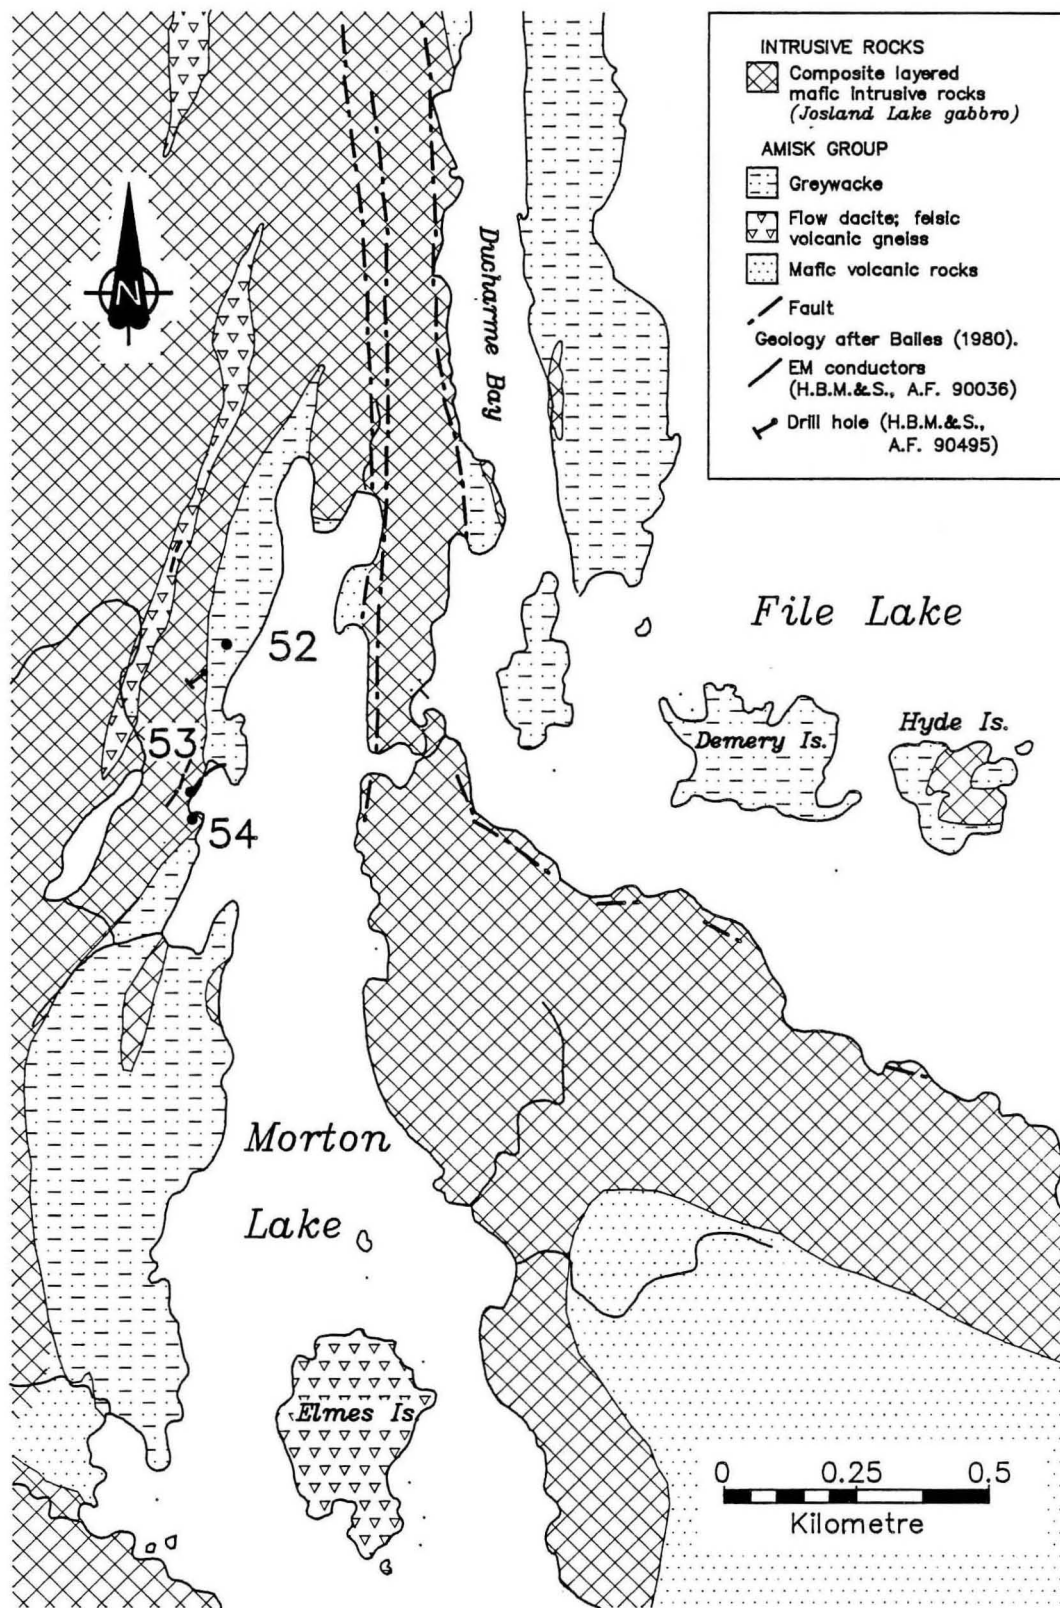 INTRUSIVE ROCKS
Composite layered
mafic intrusive rocks
(Josland Lake gabbro)
AMISK GROUP
Greywacke
Flow dacite; felsic
volcanic gneiss
Mafic volcanic rocks
Fault
Geology after Bailes (1980).
EM conductors
(H.B.M.&S., A.F. 90036)
Drill hole (H.B.M.&S.,
A.F. 90495)
N
Ducharme Bay
File Lake
52
Hyde Is.
Demery Is.
53
54
Morton
Lake
Elmes Is.
0 0.25 0.5
Kilometre